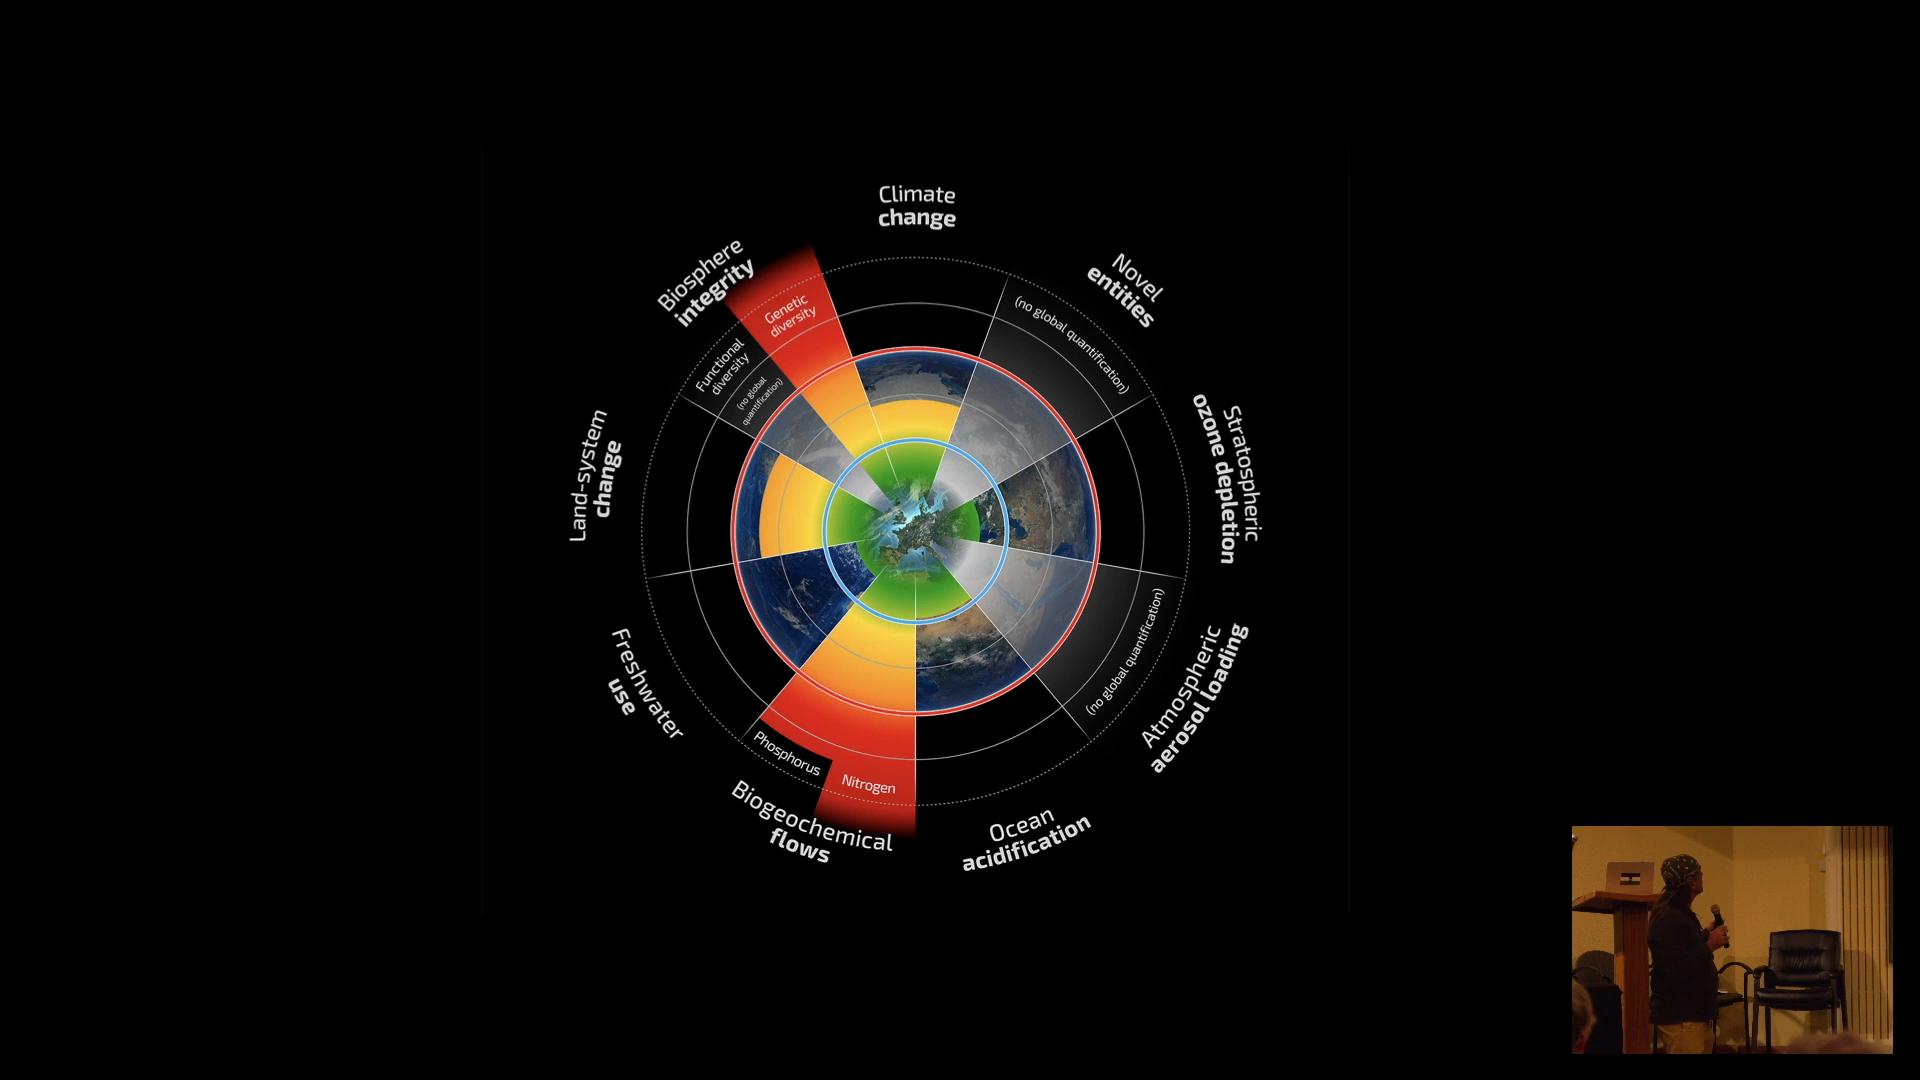 Climate
change
Novel
entities
(no global quantification)
Stratospheric
ozone depletion
Atmospheric
aerosol loading
(no global quantification)
Ocean
acidification
Biogeochemical
flows
Nitrogen
Phosphorus
Freshwater
use
Land-system
change
Biosphere
integrity
Functional
diversity
(no global
quantification)
Genetic
diversity